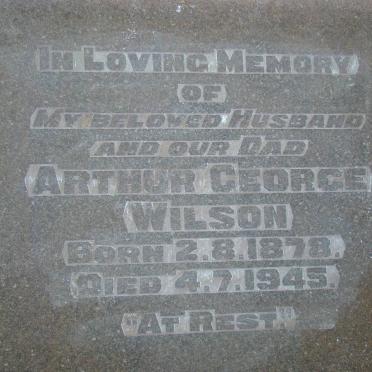 In Loving Memory
of
My beloved Husband
and our Dad
Arthur George
Wilson
Born 2.8.1878.
Died 4.7.1945.
"At Rest."